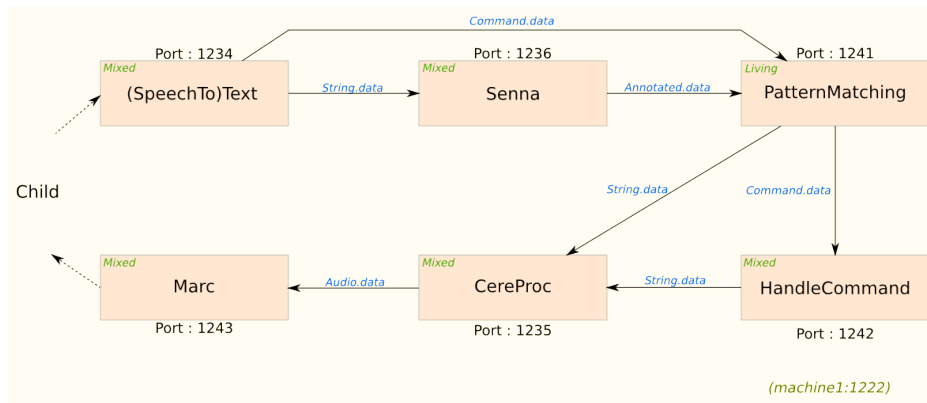 Command.data
Port : 1234
Port : 1236
Port : 1241
Mixed
(SpeechTo)Text
String.data
Mixed
Senna
Annotated.data
Living
PatternMatching
Child
String.data
Command.data
Mixed
Marc
Audio.data
Mixed
CereProc
String.data
Mixed
HandleCommand
Port : 1243
Port : 1235
Port : 1242
(machine1:1222)